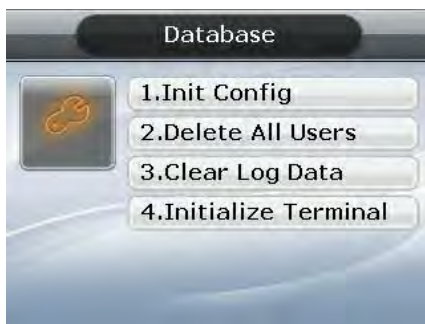 Database
1.Init Config
2.Delete All Users
3.Clear Log Data
4.Initialize Terminal